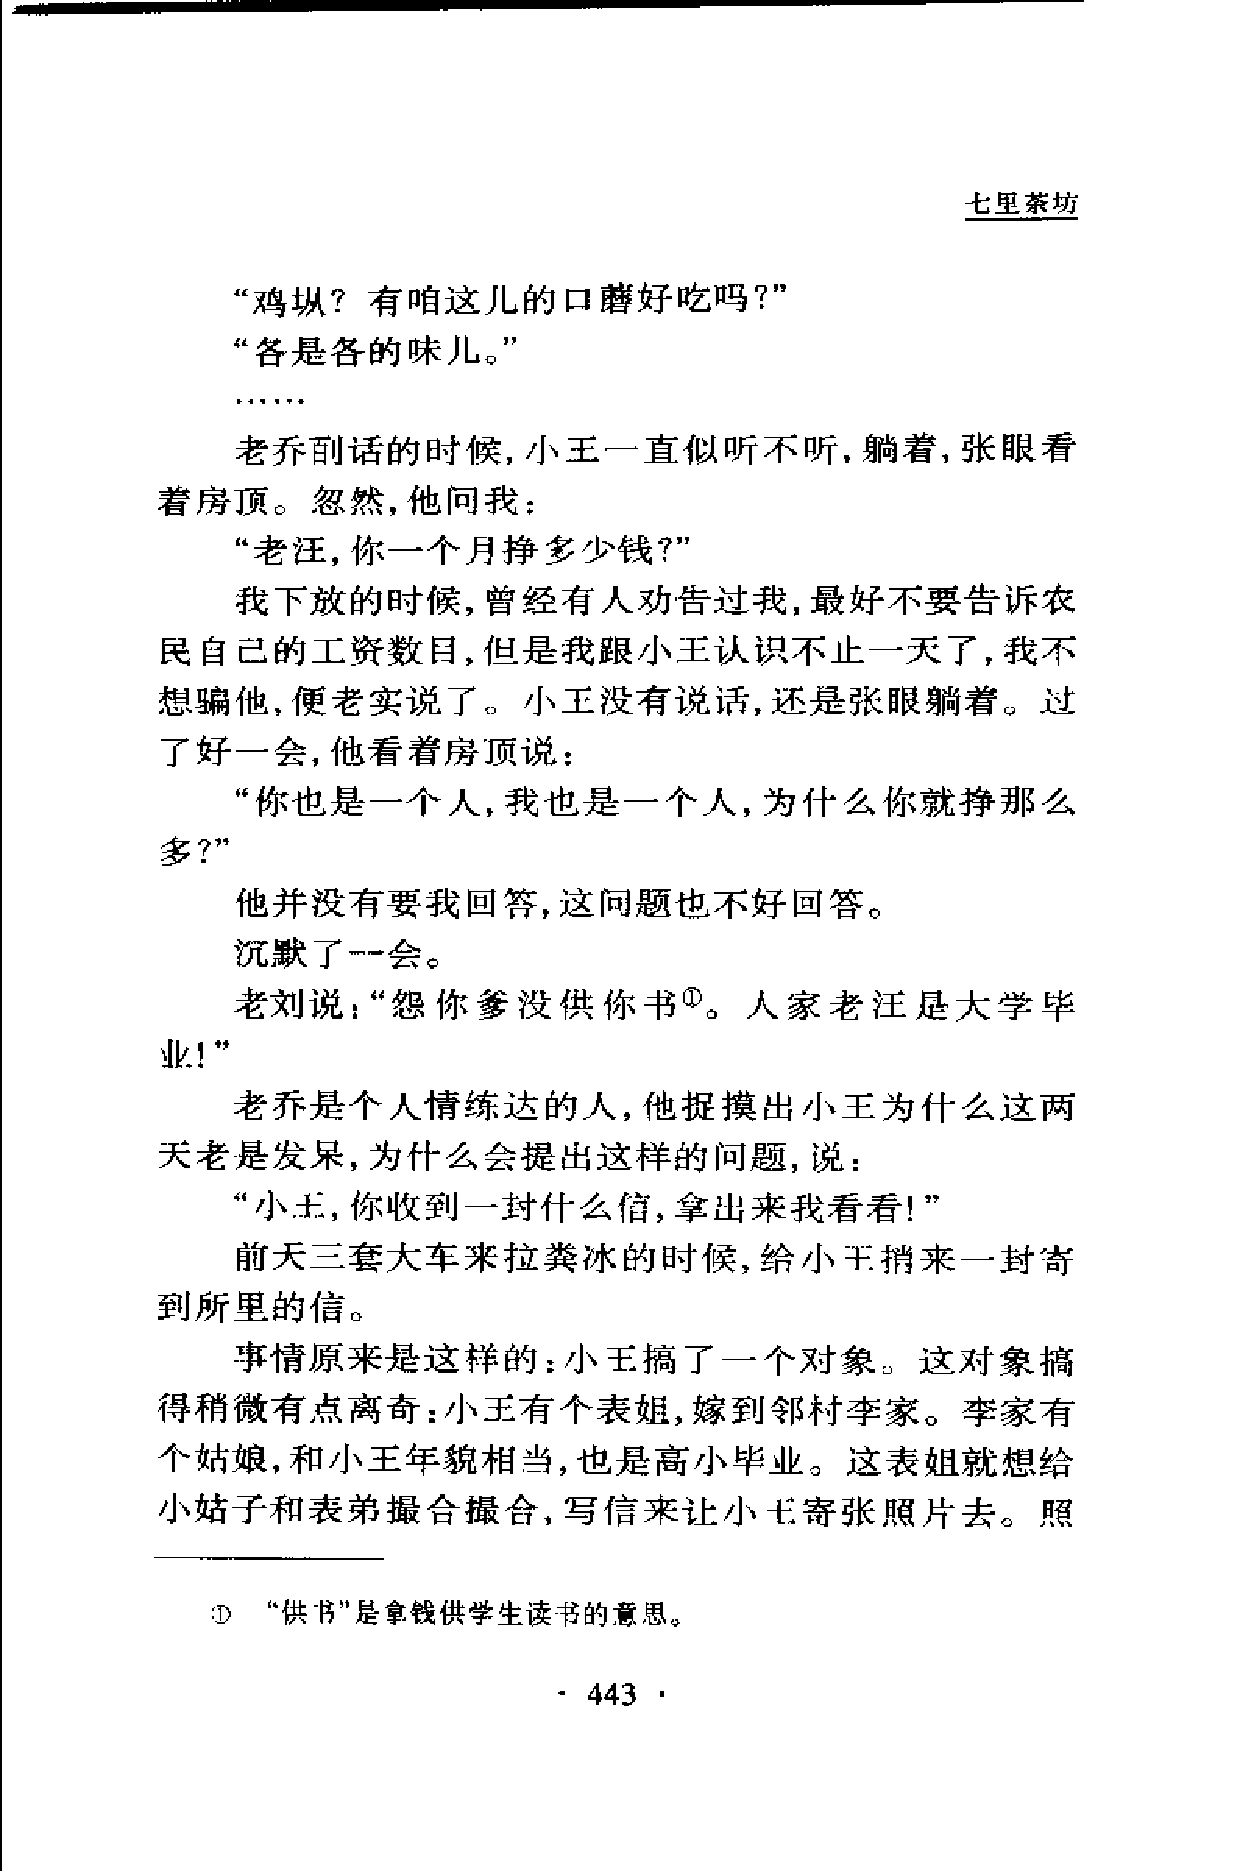 七里茶坊
“鸡㙡？有咱这儿的口蘑好吃吗？”
“各是各的味儿。”
……
老乔刮话的时候，小王一直似听不听，躺着，张眼看
着房顶。忽然，他问我：
“老汪，你一个月挣多少钱？”
我下放的时候，曾经有人劝告过我，最好不要告诉农
民自己的工资数目，但是我跟小王认识不止一天了，我不
想骗他，便老实说了。小王没有说话，还是张眼躺着。过
了好一会，他看着房顶说：
“你也是一个人，我也是一个人，为什么你就挣那么
多？”
他并没有要我回答，这问题也不好回答。
沉默了一会。
老刘说：“怨你爹没供你书①。人家老汪是大学毕
业！”
老乔是个人情练达的人，他捉摸出小王为什么这两
天老是发呆，为什么会提出这样的问题，说：
“小王，你收到一封什么信，拿出来我看看！”
前天三套大车来拉粪冰的时候，给小王捎来一封寄
到所里的信。
事情原来是这样的：小王搞了一个对象。这对象搞
得稍微有点离奇：小王有个表姐，嫁到邻村李家。李家有
个姑娘，和小王年貌相当，也是高小毕业。这表姐就想给
小姑子和表弟撮合撮合，写信来让小王寄张照片去。照
① “供书”是拿钱供学生读书的意思。
· 443 ·